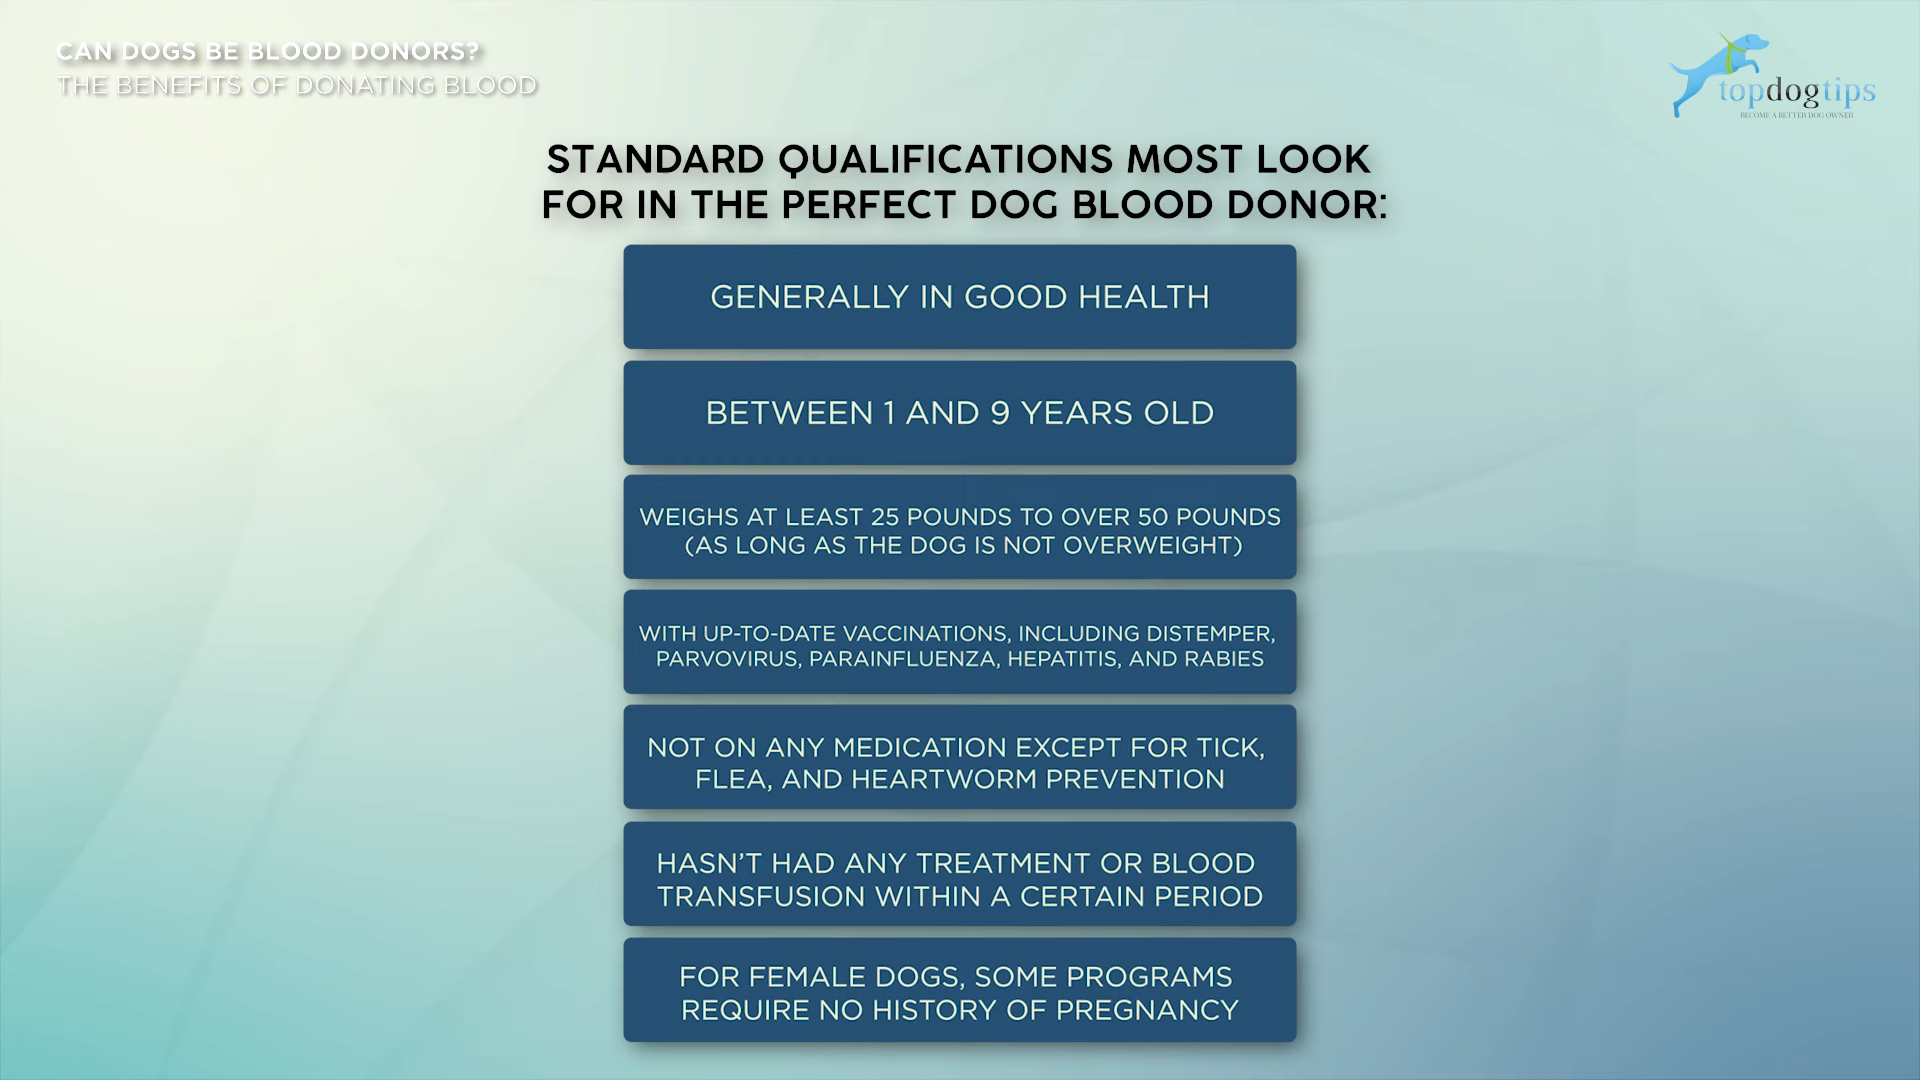 CAN DOGS BE BLOOD DONORS?
THE BENEFITS OF DONATING BLOOD
topdogtips
BECOME A BETTER DOG OWNER
STANDARD QUALIFICATIONS MOST LOOK
FOR IN THE PERFECT DOG BLOOD DONOR:
GENERALLY IN GOOD HEALTH
BETWEEN 1 AND 9 YEARS OLD
WEIGHS AT LEAST 25 POUNDS TO OVER 50 POUNDS
(AS LONG AS THE DOG IS NOT OVERWEIGHT)
WITH UP-TO-DATE VACCINATIONS, INCLUDING DISTEMPER,
PARVOVIRUS, PARAINFLUENZA, HEPATITIS, AND RABIES
NOT ON ANY MEDICATION EXCEPT FOR TICK,
FLEA, AND HEARTWORM PREVENTION
HASN'T HAD ANY TREATMENT OR BLOOD
TRANSFUSION WITHIN A CERTAIN PERIOD
FOR FEMALE DOGS, SOME PROGRAMS
REQUIRE NO HISTORY OF PREGNANCY